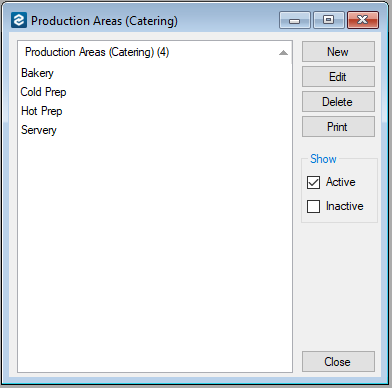 Production Areas (Catering)
Production Areas (Catering) (4)
Bakery
Cold Prep
Hot Prep
Servery
New
Edit
Delete
Print
Show
Active
Inactive
Close